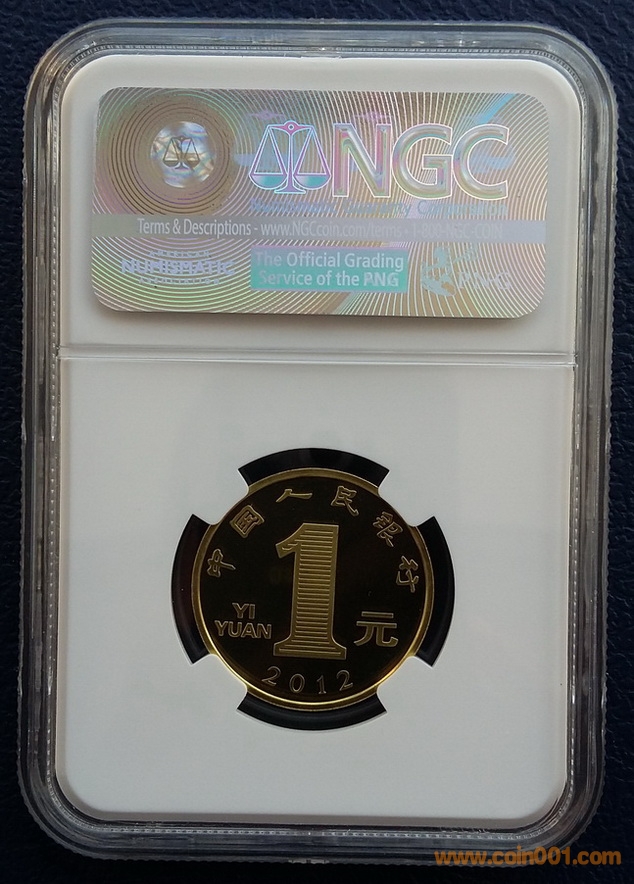 NGC
Terms & Descriptions - www.NGCcoin.com/terms - 1-800-NGC-COIN
NUMISMATIC
The Official Grading
Service of the PNG
PNG
中国人民银行
1
元
YI
YUAN
2012
www.coin001.com